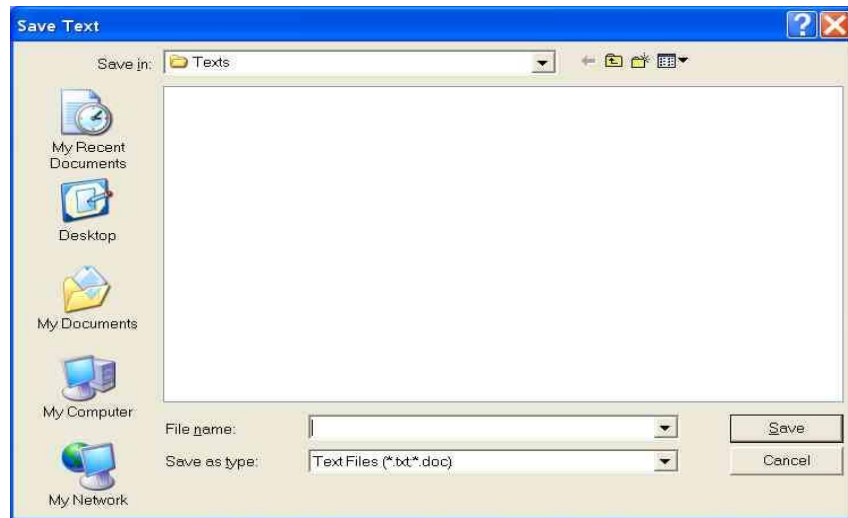 Save Text
Save in: Texts
My Recent
Documents
Desktop
My Documents
My Computer
My Network
File name:
Save
Save as type: Text Files (*.txt;*.doc)
Cancel